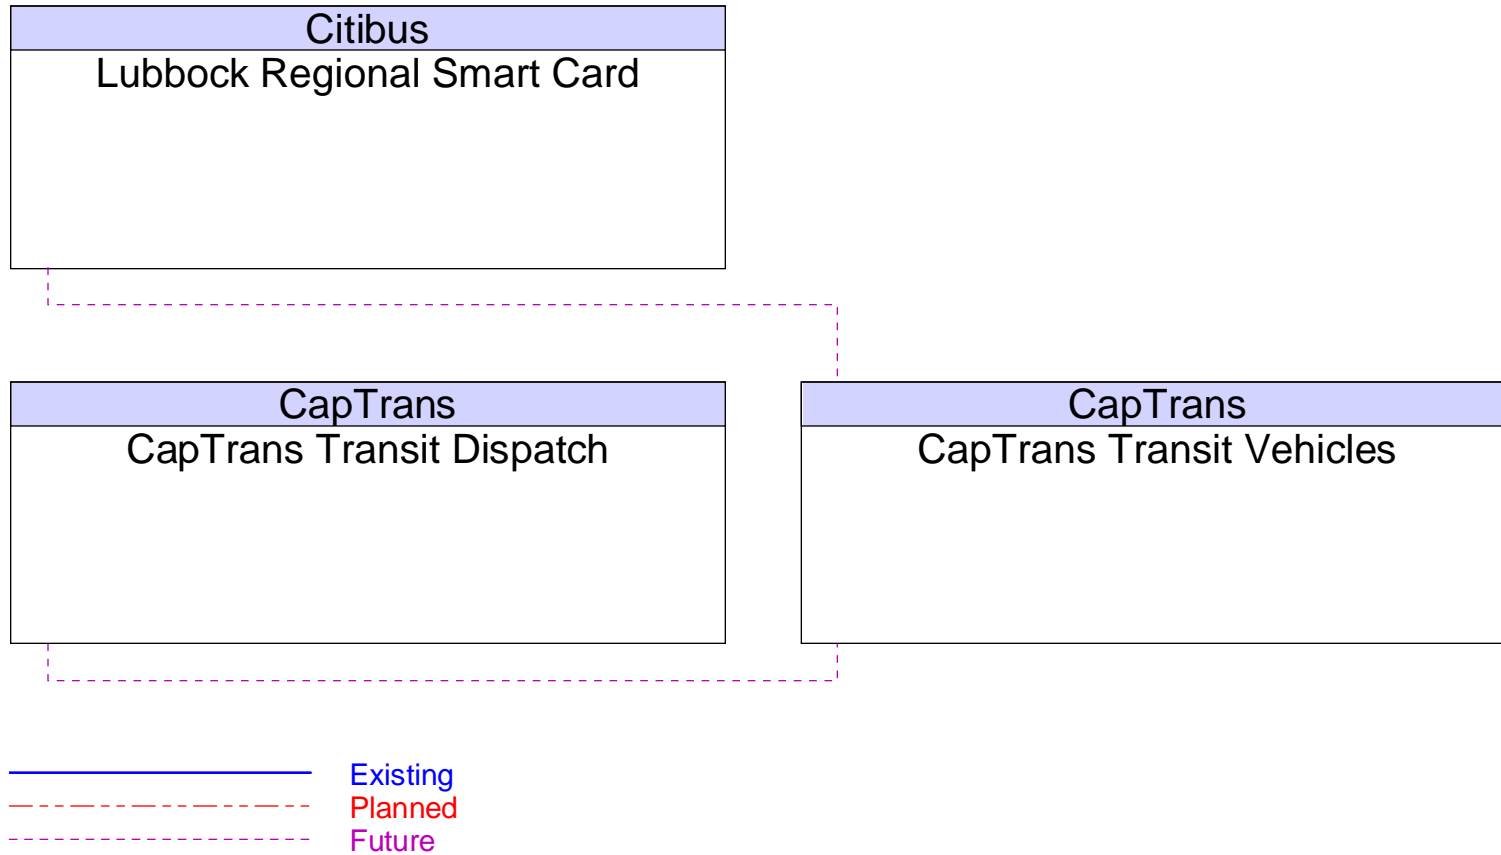 Citibus
Lubbock Regional Smart Card
CapTrans
CapTrans Transit Dispatch
CapTrans
CapTrans Transit Vehicles
Existing
Planned
Future